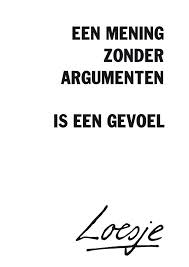 EEN MENING
ZONDER
ARGUMENTEN
IS EEN GEVOEL
Loesje